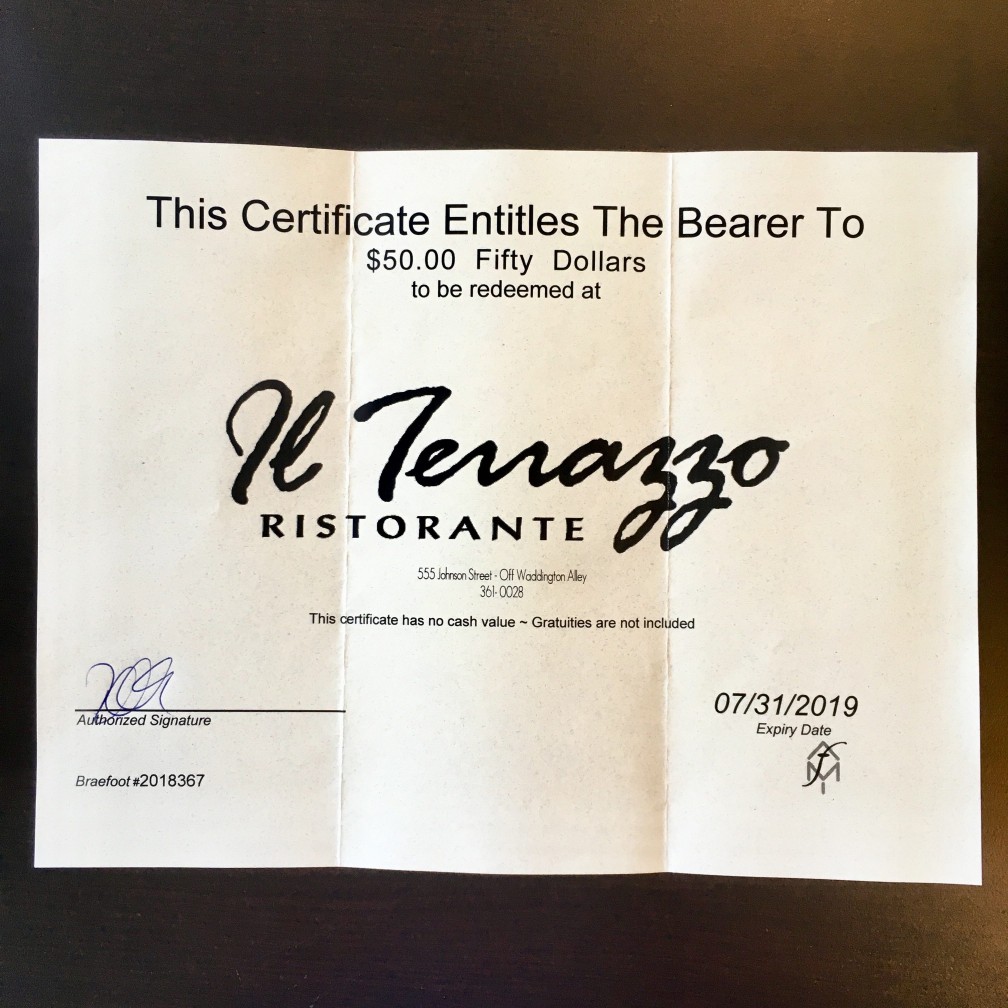 This Certificate Entitles The Bearer To
$50.00 Fifty Dollars
to be redeemed at
Il Terrazzo
RISTORANTE
555 Johnson Street - Off Waddington Alley
361-0028
This certificate has no cash value ~ Gratuities are not included
Authorized Signature
07/31/2019
Expiry Date
Braefoot #2018367